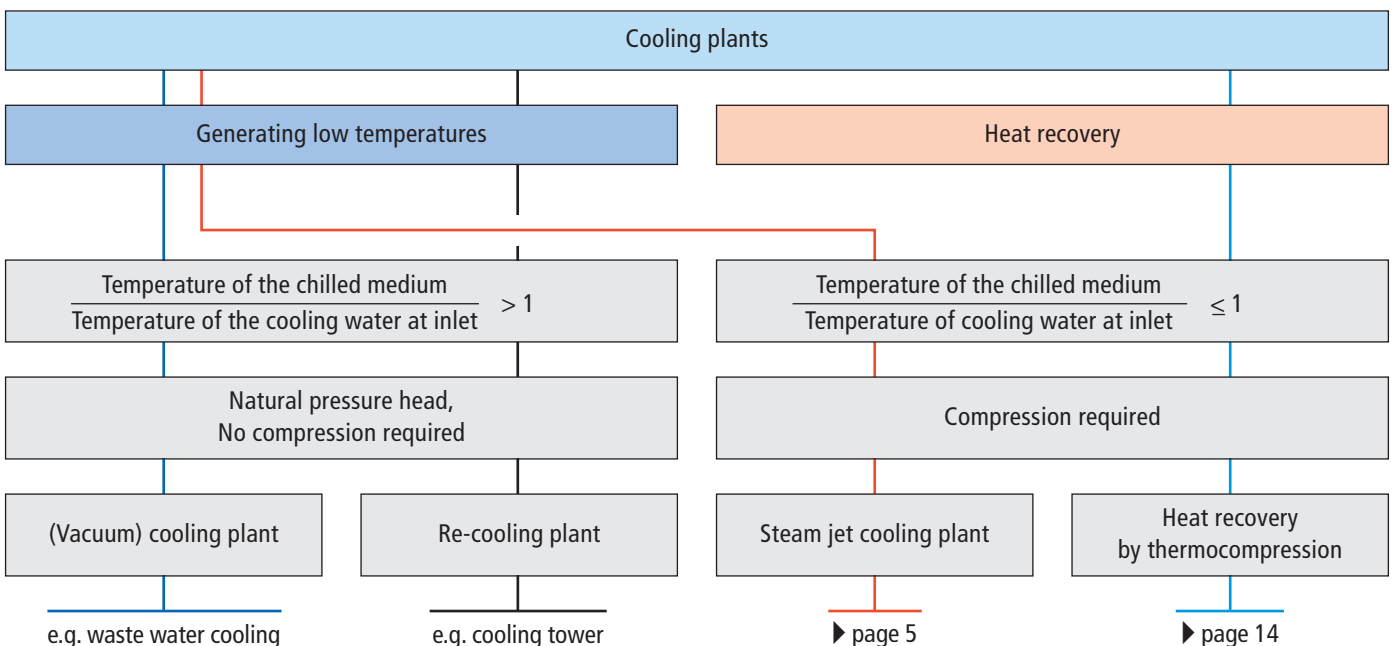 Cooling plants
Generating low temperatures
Heat recovery
Temperature of the chilled medium
Temperature of the cooling water at inlet
> 1
Temperature of the chilled medium
Temperature of cooling water at inlet
≤ 1
Natural pressure head,
No compression required
Compression required
(Vacuum) cooling plant
Re-cooling plant
Steam jet cooling plant
Heat recovery
by thermocompression
e.g. waste water cooling
e.g. cooling tower
▶ page 5
▶ page 14